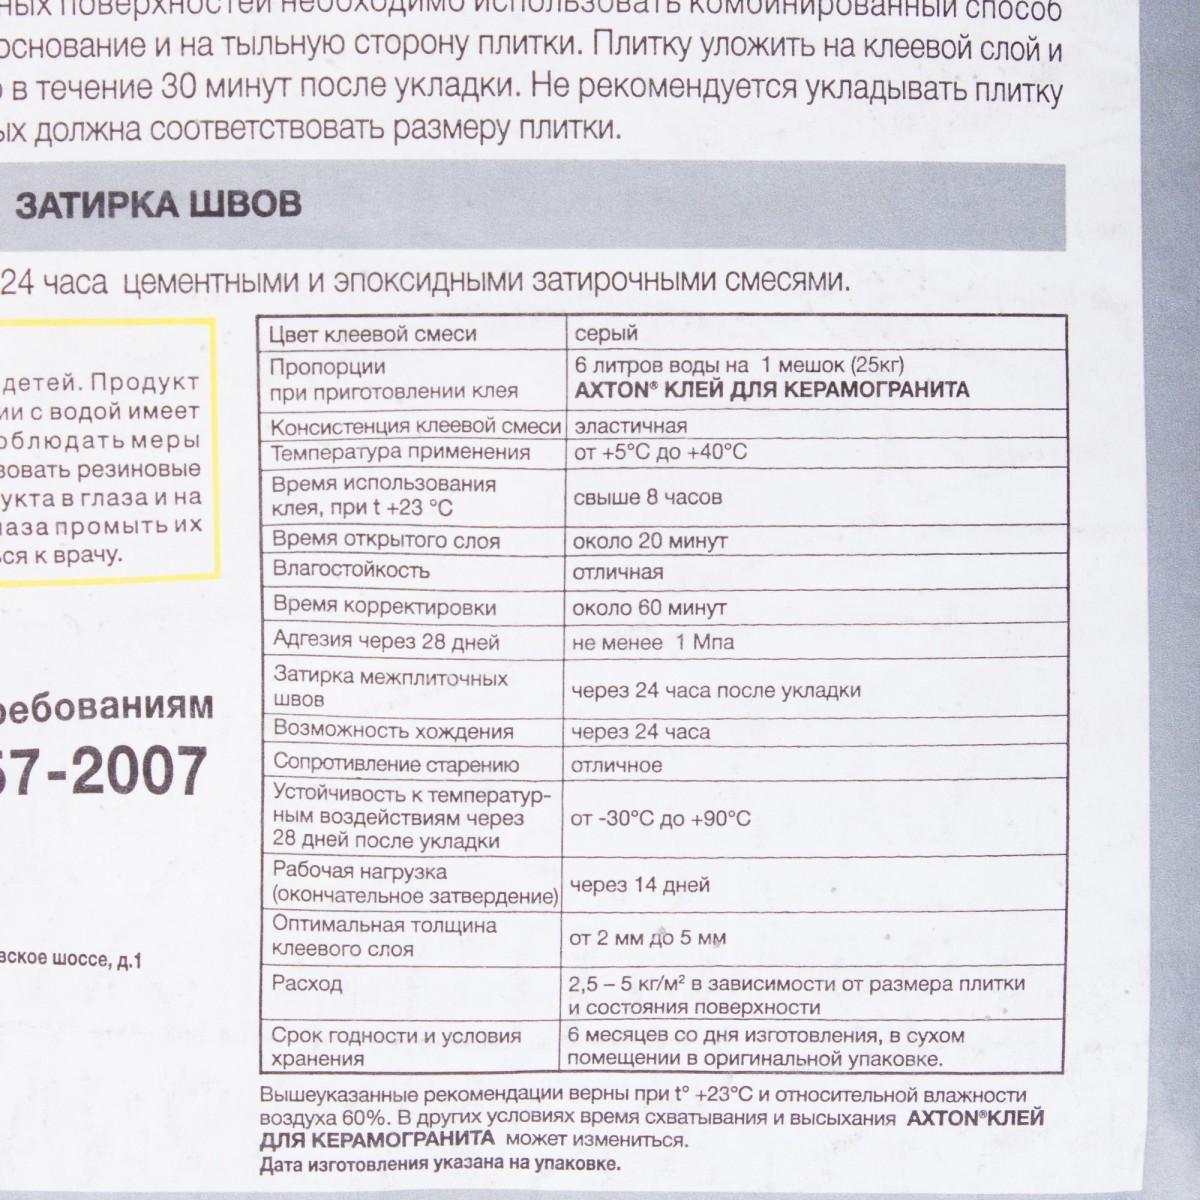 поверхностей необходимо использовать комбинированный способ
основание и на тыльную сторону плитки. Плитку уложить на клеевой слой и
в течение 30 минут после укладки. Не рекомендуется укладывать плитку
должна соответствовать размеру плитки.
ЗАТИРКА ШВОВ
24 часа цементными и эпоксидными затирочными смесями.
детей. Продукт
с водой имеет
облюдать меры
резиновые
в глаза и на
промыть их
к врачу.
ребованиям
57-2007
вское шоссе, д.1
Цвет клеевой смеси серый
Пропорции
при приготовлении клея
6 литров воды на 1 мешок (25кг)
AXTON® КЛЕЙ ДЛЯ КЕРАМОГРАНИТА
Консистенция клеевой смеси эластичная
Температура применения от +5°С до +40°С
Время использования
клея, при t +23 °С
свыше 8 часов
Время открытого слоя около 20 минут
Влагостойкость отличная
Время корректировки около 60 минут
Адгезия через 28 дней не менее 1 Мпа
Затирка межплиточных
швов
через 24 часа после укладки
Возможность хождения через 24 часа
Сопротивление старению отличное
Устойчивость к температур-
ным воздействиям через
28 дней после укладки
от -30°С до +90°С
Рабочая нагрузка
(окончательное затвердение)
через 14 дней
Оптимальная толщина
клеевого слоя
от 2 мм до 5 мм
Расход
2,5 – 5 кг/м² в зависимости от размера плитки
и состояния поверхности
Срок годности и условия
хранения
6 месяцев со дня изготовления, в сухом
помещении в оригинальной упаковке.
Вышеуказанные рекомендации верны при t° +23°С и относительной влажности
воздуха 60%. В других условиях время схватывания и высыхания AXTON®КЛЕЙ
ДЛЯ КЕРАМОГРАНИТА может измениться.
Дата изготовления указана на упаковке.